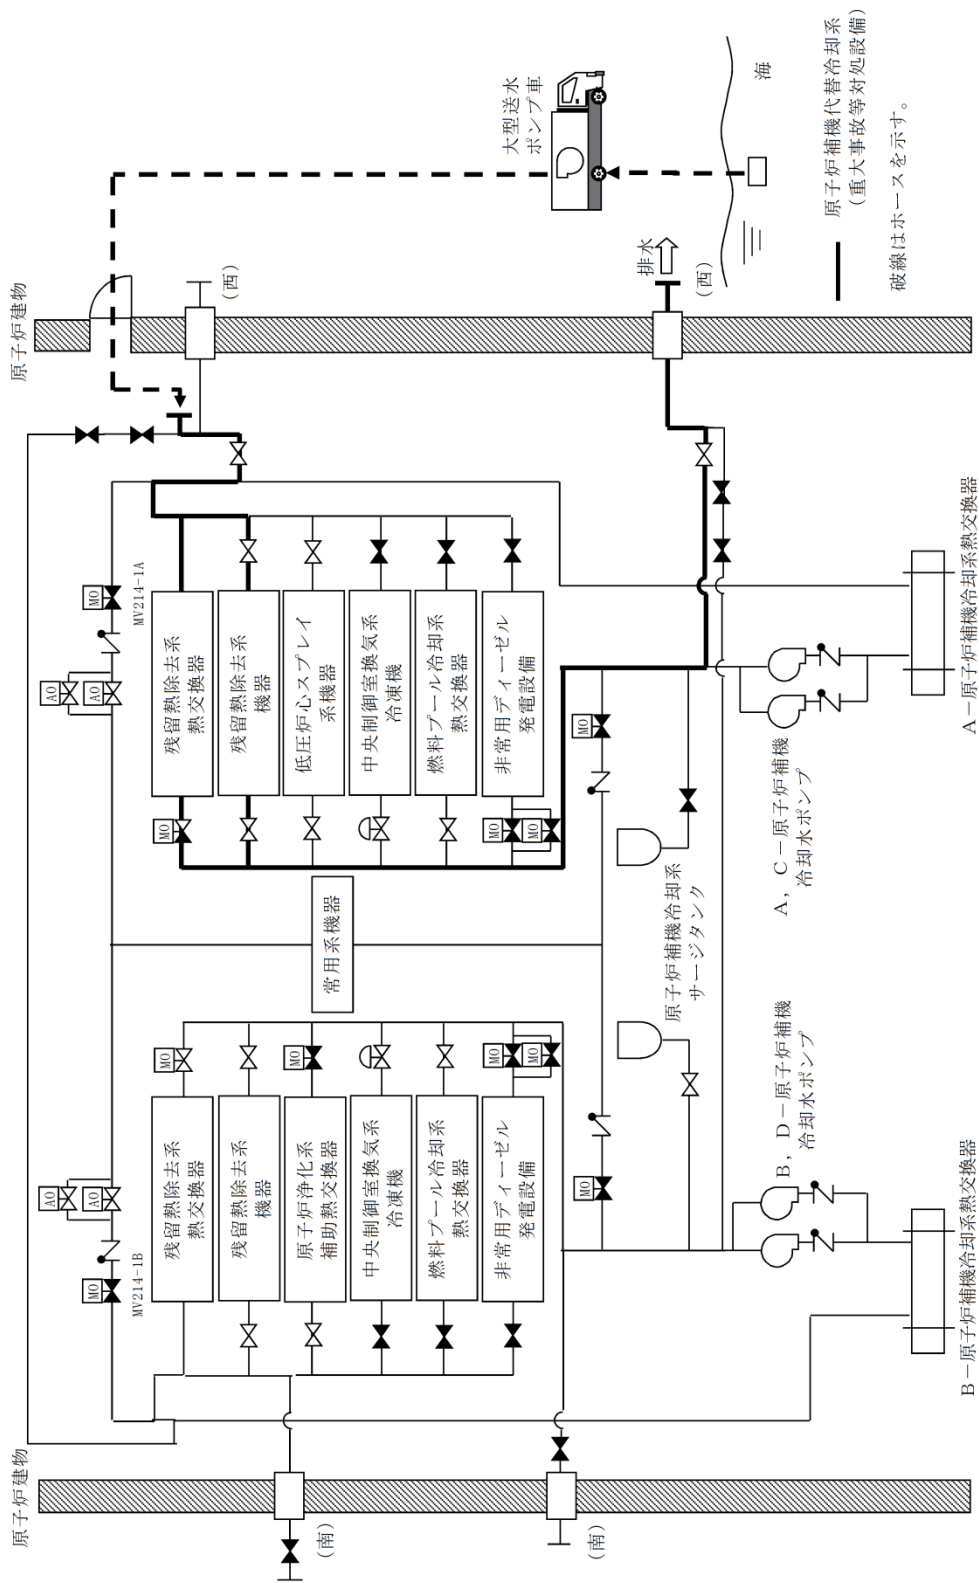 原子炉建物
(西)
大型送水
ポンプ車
海
排水
(西)
原子炉補機代替冷却系
(重大事故等対処設備)
破線はホースを示す。
MO
MV214-1A
AO
AO
残留熱除去系
熱交換器
残留熱除去系
機器
低圧炉心スプレイ
系機器
中央制御室換気系
冷凍機
燃料プール冷却系
熱交換器
非常用ディーゼル
発電設備
MO
MO
MO
MO
A-原子炉補機冷却系熱交換器
A, C-原子炉補機
冷却水ポンプ
常用系機器
原子炉補機冷却系
サージタンク
AO
AO
MO
MV214-1B
MO
MO
MO
MO
残留熱除去系
熱交換器
残留熱除去系
機器
原子炉浄化系
補助熱交換器
中央制御室換気系
冷凍機
燃料プール冷却系
熱交換器
非常用ディーゼル
発電設備
MO
B, D-原子炉補機
冷却水ポンプ
B-原子炉補機冷却系熱交換器
原子炉建物
(南)
(南)